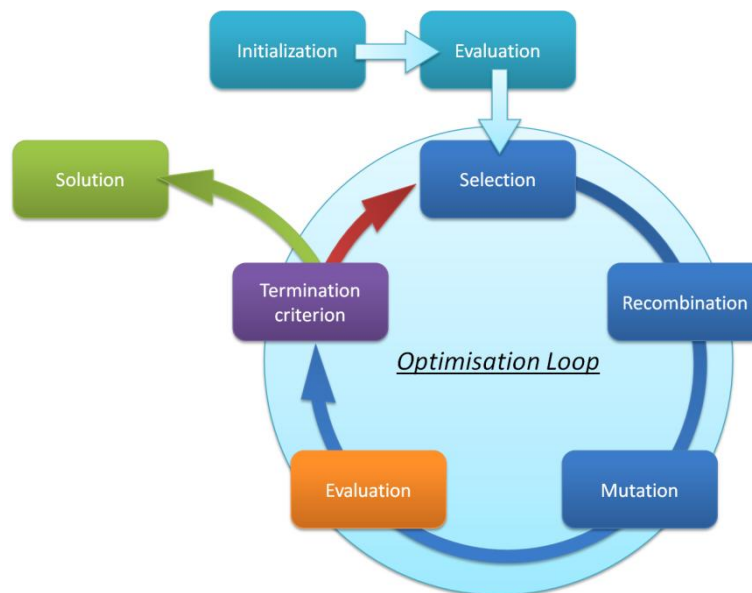 Initialization
Evaluation
Solution
Selection
Termination
criterion
Recombination
Optimisation Loop
Evaluation
Mutation